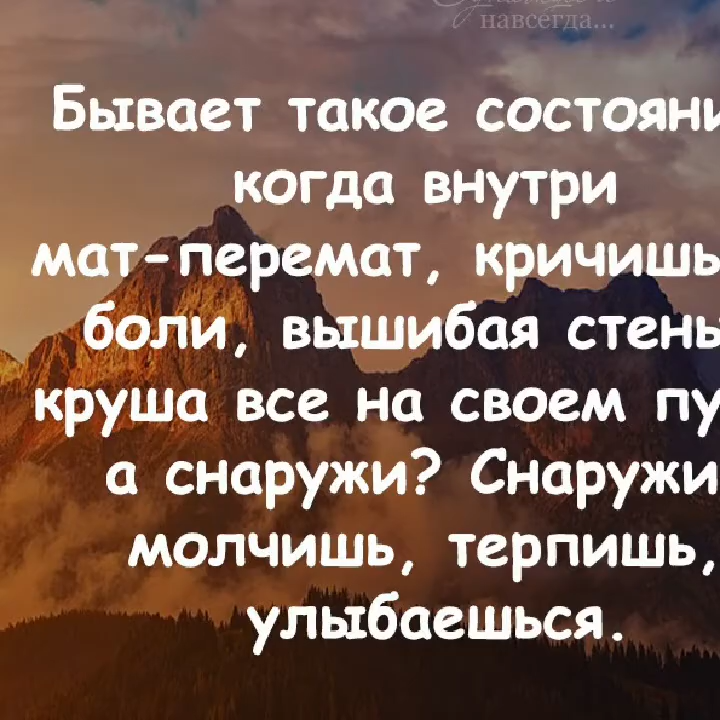 навсегда...
Бывает такое состояни
когда внутри
мат-перемат, кричишь
боли, вышибая стены
круша все на своем пу
а снаружи? Снаружи
молчишь, терпишь,
улыбаешься.